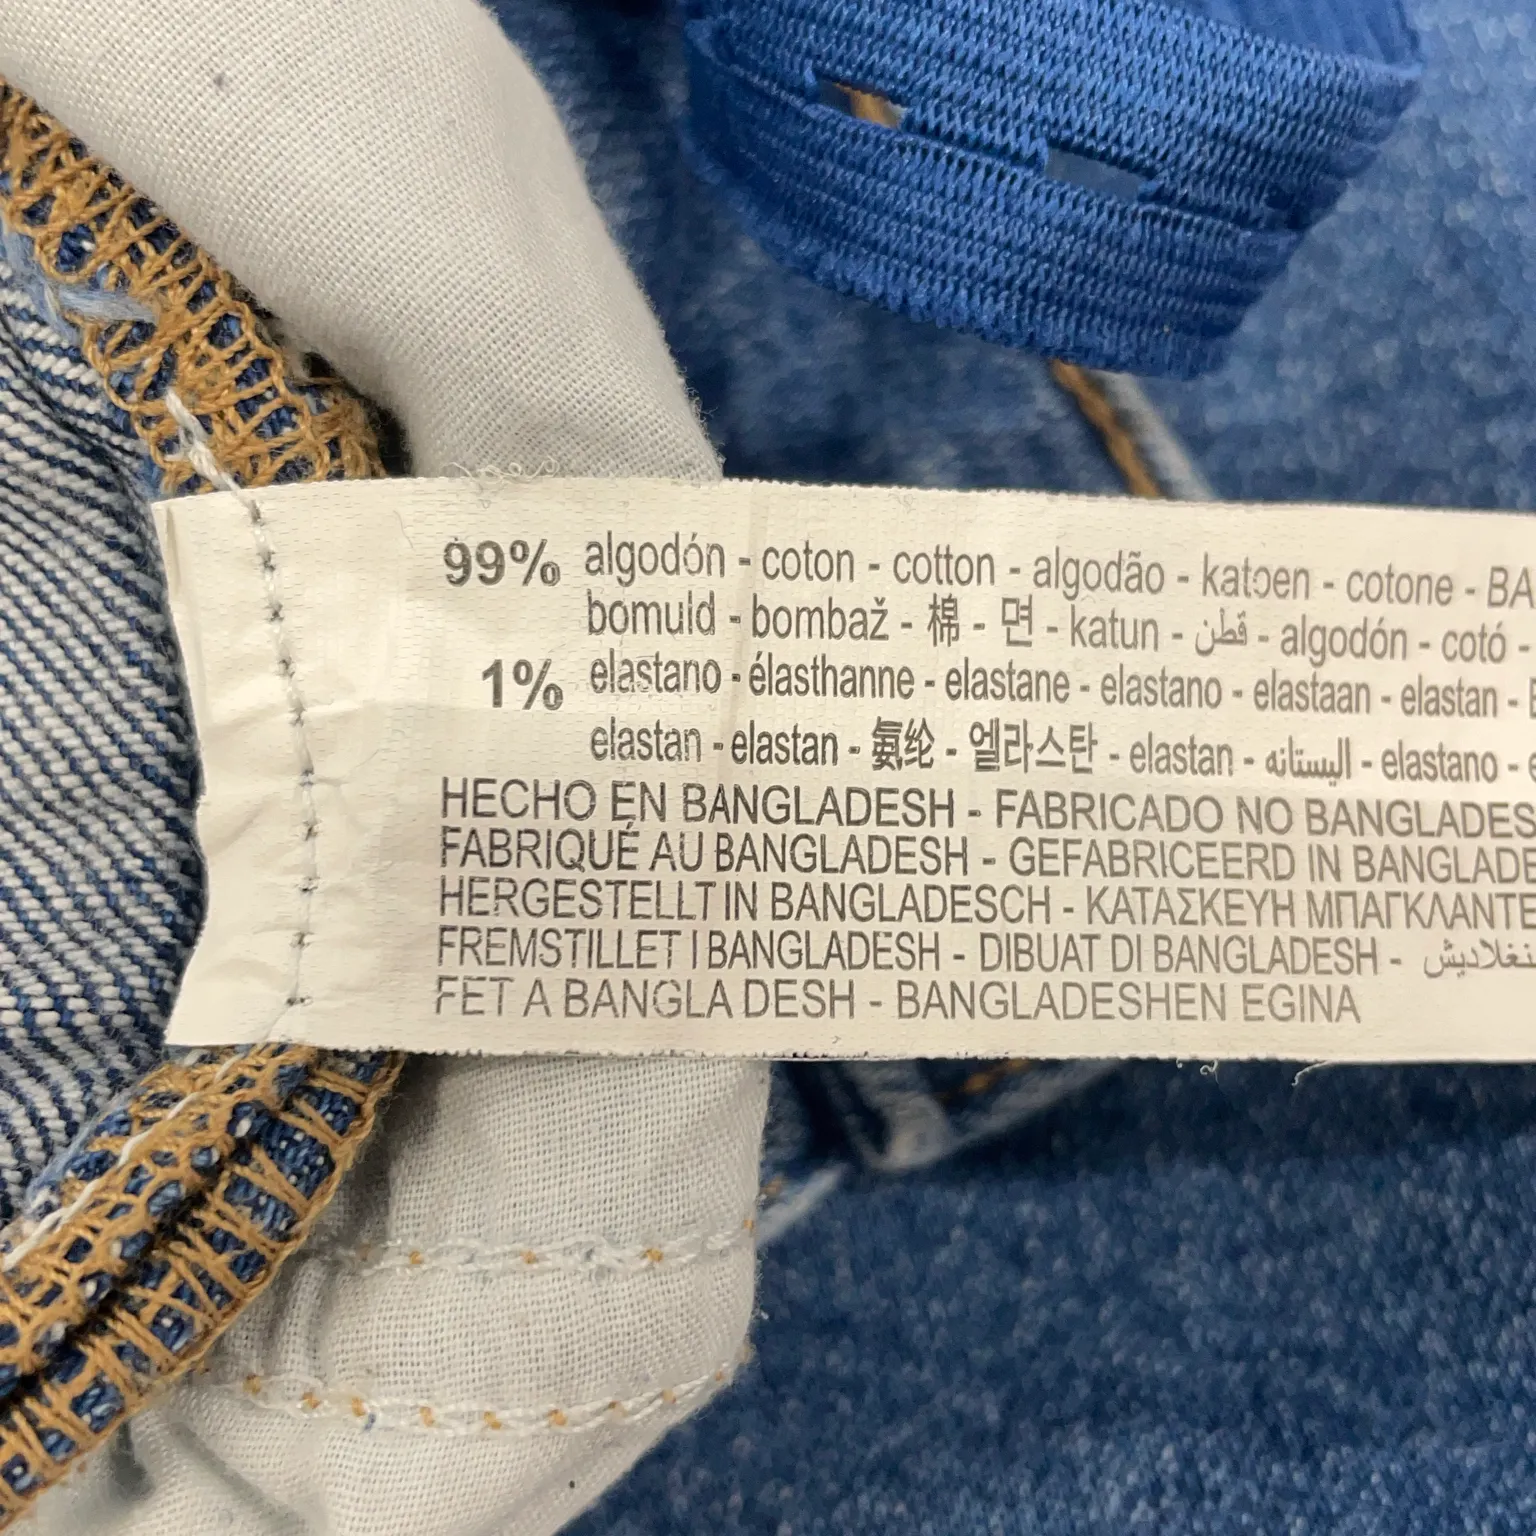 99% algodón - coton - cotton - algodão - katoen - cotone - BA
bomuld - bombaž - 棉 - 면 - katun - قطن - algodón - cotó -
1% elastano - élasthanne - elastane - elastano - elastaan - elastan -
elastan - elastan - 氨纶 - 엘라스탄 - elastan - اليستانه - elastano -
HECHO EN BANGLADESH - FABRICADO NO BANGLADES
FABRIQUÉ AU BANGLADESH - GEFABRICEERD IN BANGLADE
HERGESTELLT IN BANGLADESCH - ΚΑΤΑΣΚΕΥΗ ΜΠΑΓΚΛΑΝΤΕ
FREMSTILLET I BANGLADESH - DIBUAT DI BANGLADESH -
FET A BANGLA DESH - BANGLADESHEN EGINA